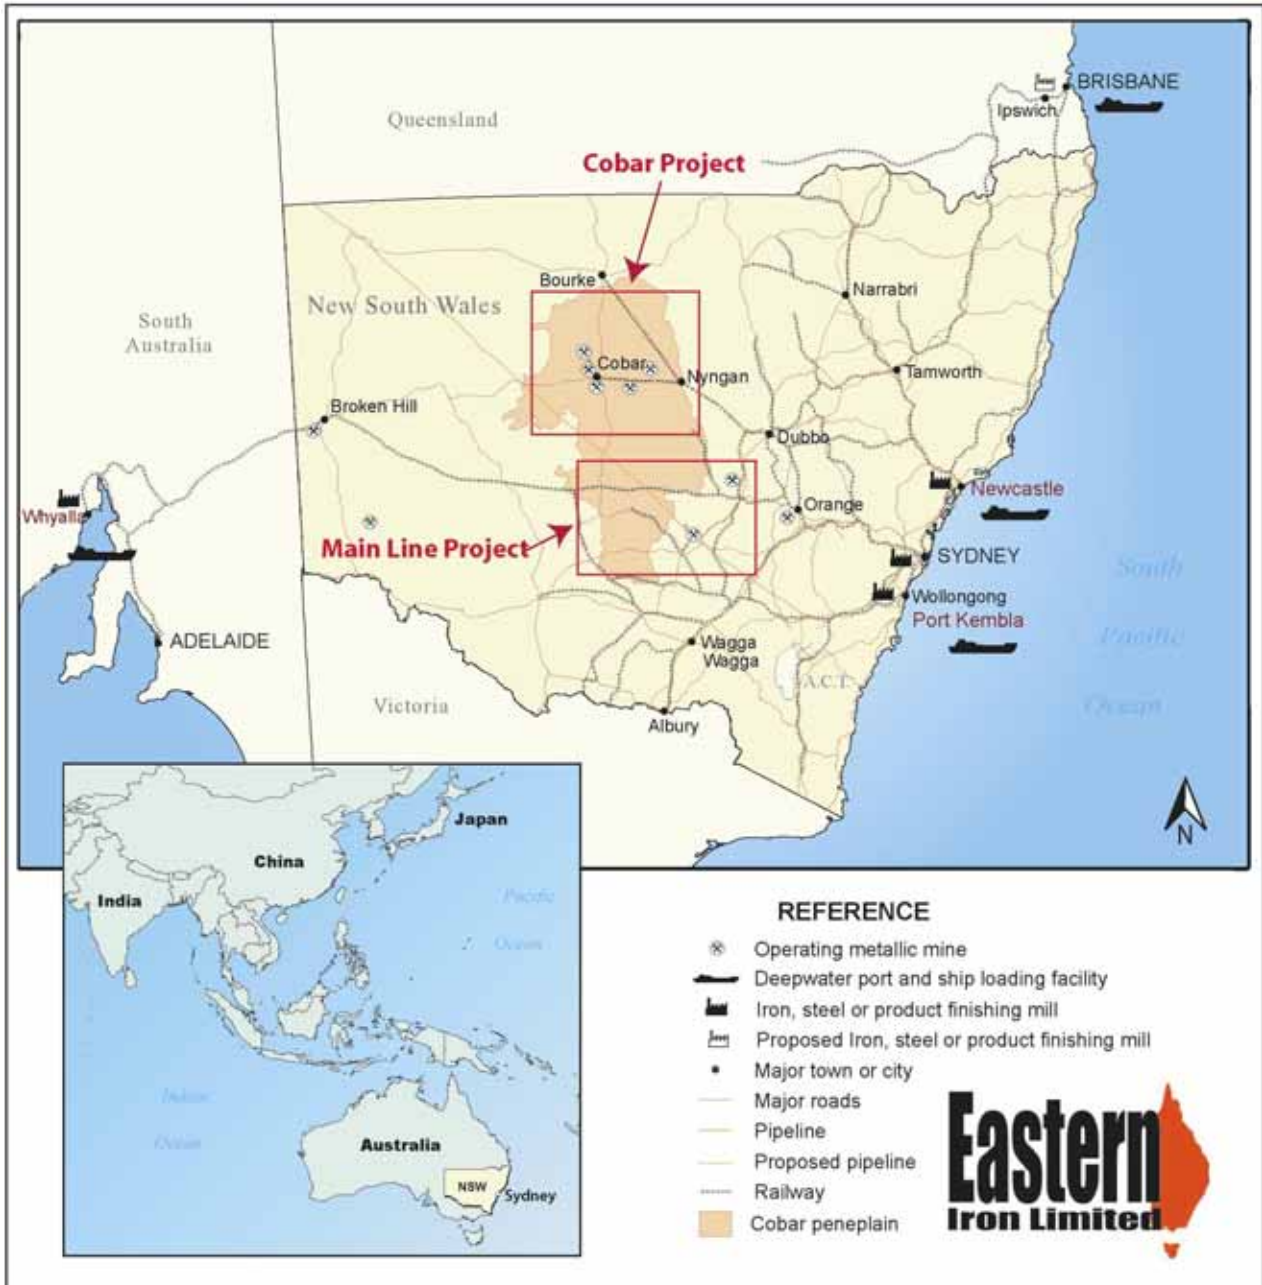 BRISBANE
Ipswich
Queensland
Cobar Project
Bourke
Narrabri
New South Wales
South
Australia
Cobar
Nyngan
Tamworth
Broken Hill
Dubbo
Newcastle
Whyalla
Orange
Main Line Project
SYDNEY
South
Pacific
Ocean
Wollongong
Port Kembla
ADELAIDE
Wagga
Wagga
A.C.T.
Victoria
Albury
N
Japan
China
India
Pacific
Ocean
Indian
Ocean
Australia
NSW
Sydney
REFERENCE
Operating metallic mine
Deepwater port and ship loading facility
Iron, steel or product finishing mill
Proposed Iron, steel or product finishing mill
Major town or city
Major roads
Pipeline
Proposed pipeline
Railway
Cobar peneplain
Eastern
Iron Limited